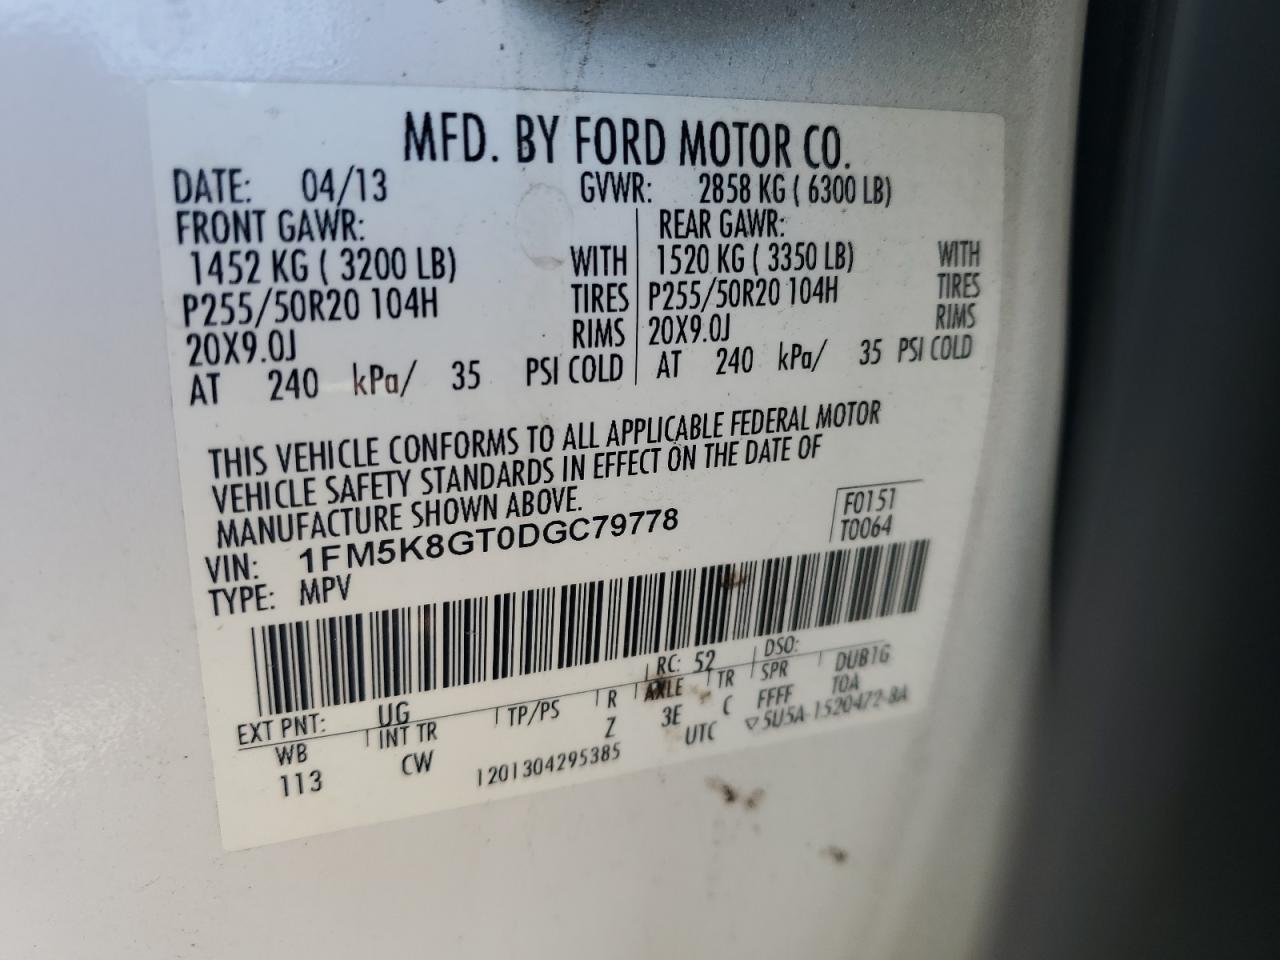 MFD. BY FORD MOTOR CO.
DATE: 04/13 GVWR: 2858 KG ( 6300 LB)
FRONT GAWR: REAR GAWR:
1452 KG ( 3200 LB) WITH 1520 KG ( 3350 LB) WITH
P255/50R20 104H TIRES P255/50R20 104H TIRES
20X9.0J RIMS 20X9.0J RIMS
AT 240 kPa/ 35 PSI COLD AT 240 kPa/ 35 PSI COLD
THIS VEHICLE CONFORMS TO ALL APPLICABLE FEDERAL MOTOR
VEHICLE SAFETY STANDARDS IN EFFECT ON THE DATE OF
MANUFACTURE SHOWN ABOVE.
F0151
VIN: 1FM5K8GT0DGC79778 T0064
TYPE: MPV
EXT PNT: UG RC: 52 DSO:
WB INT TR TP/PS R AXLE TR SPR DUB1G
113 CW Z 3E C FFFF T0A
1201304295385 UTC ▽5U5A-1520472-8A